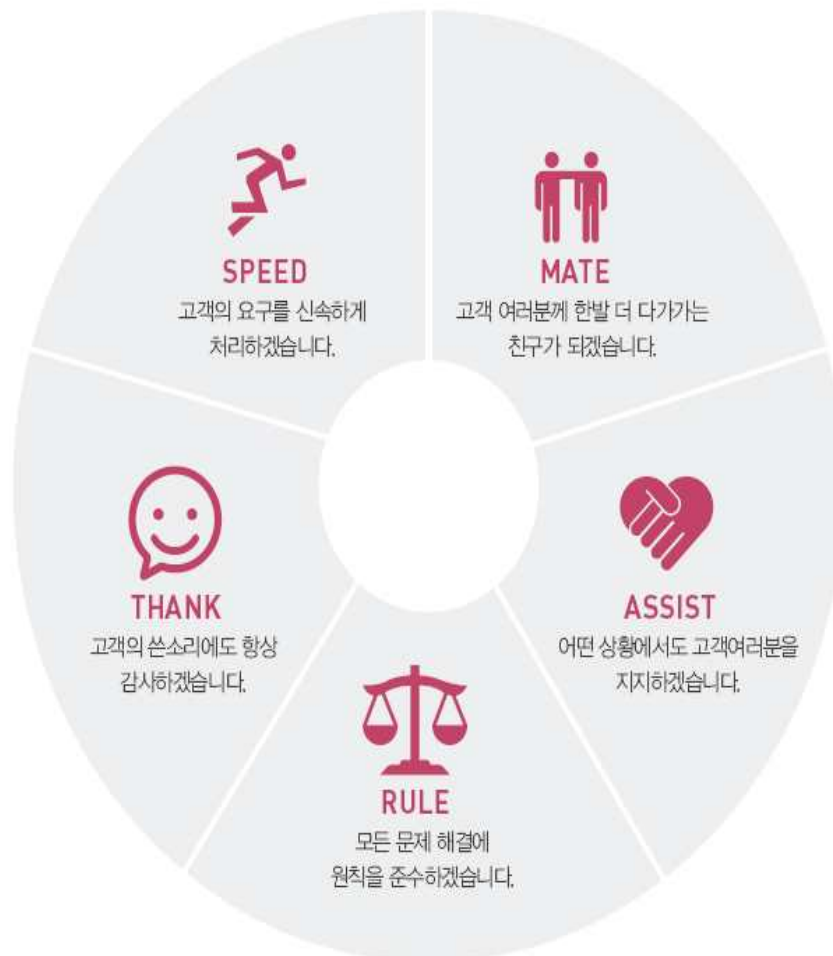 SPEED
고객의 요구를 신속하게
처리하겠습니다.
MATE
고객 여러분께 한발 더 다가가는
친구가 되겠습니다.
ASSIST
어떤 상황에서도 고객여러분을
지지하겠습니다.
RULE
모든 문제 해결에
원칙을 준수하겠습니다.
THANK
고객의 쓴소리에도 항상
감사하겠습니다.